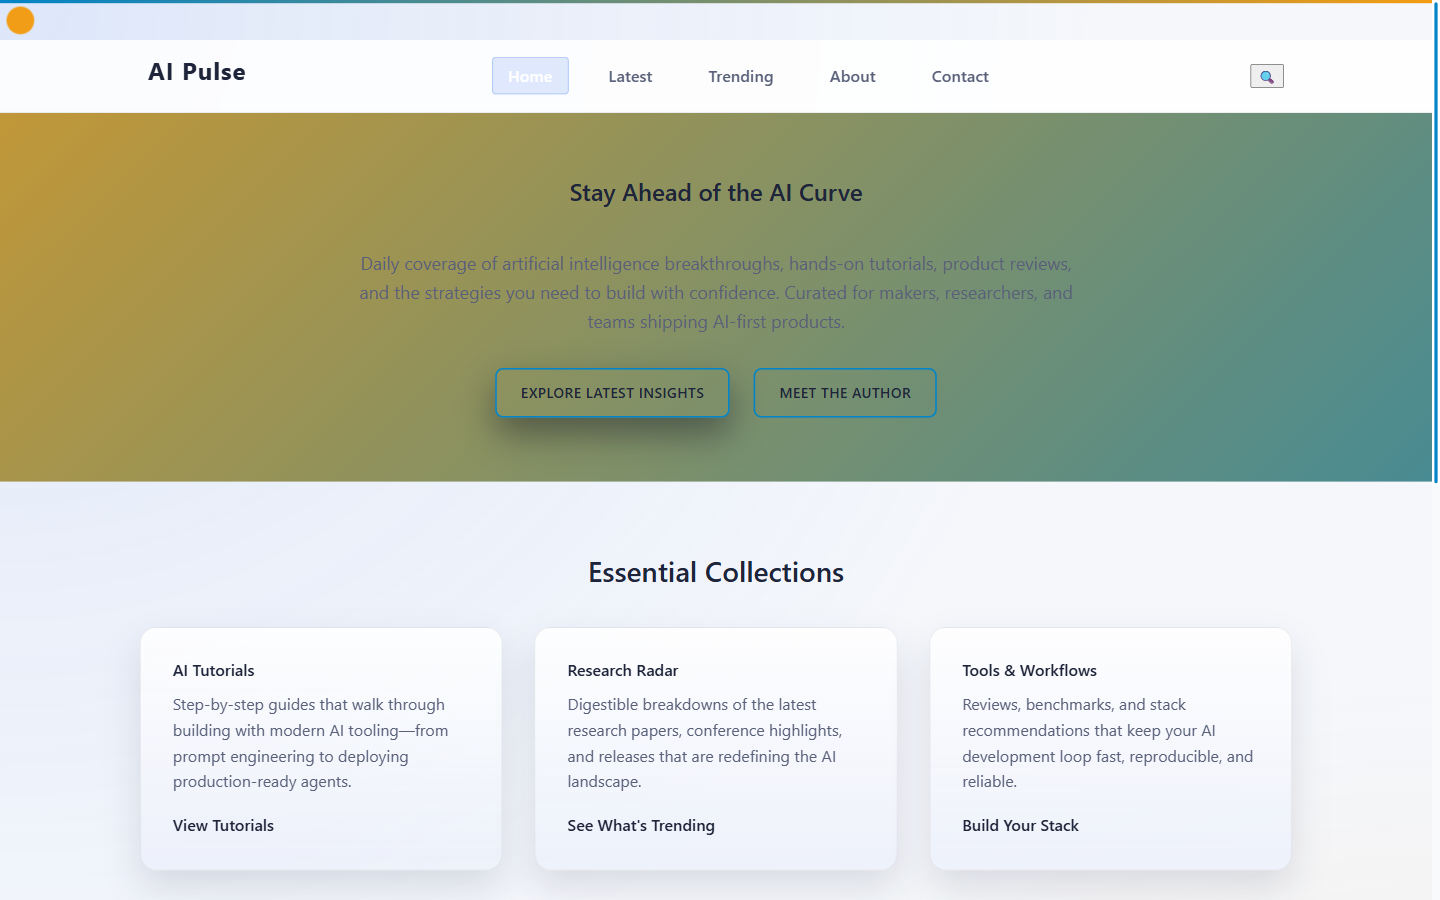 AI Pulse
Home
Latest
Trending
About
Contact
Stay Ahead of the AI Curve
Daily coverage of artificial intelligence breakthroughs, hands-on tutorials, product reviews,
and the strategies you need to build with confidence. Curated for makers, researchers, and
teams shipping AI-first products.
EXPLORE LATEST INSIGHTS
MEET THE AUTHOR
Essential Collections
AI Tutorials
Step-by-step guides that walk through
building with modern AI tooling—from
prompt engineering to deploying
production-ready agents.
View Tutorials
Research Radar
Digestible breakdowns of the latest
research papers, conference highlights,
and releases that are redefining the AI
landscape.
See What's Trending
Tools & Workflows
Reviews, benchmarks, and stack
recommendations that keep your AI
development loop fast, reproducible, and
reliable.
Build Your Stack